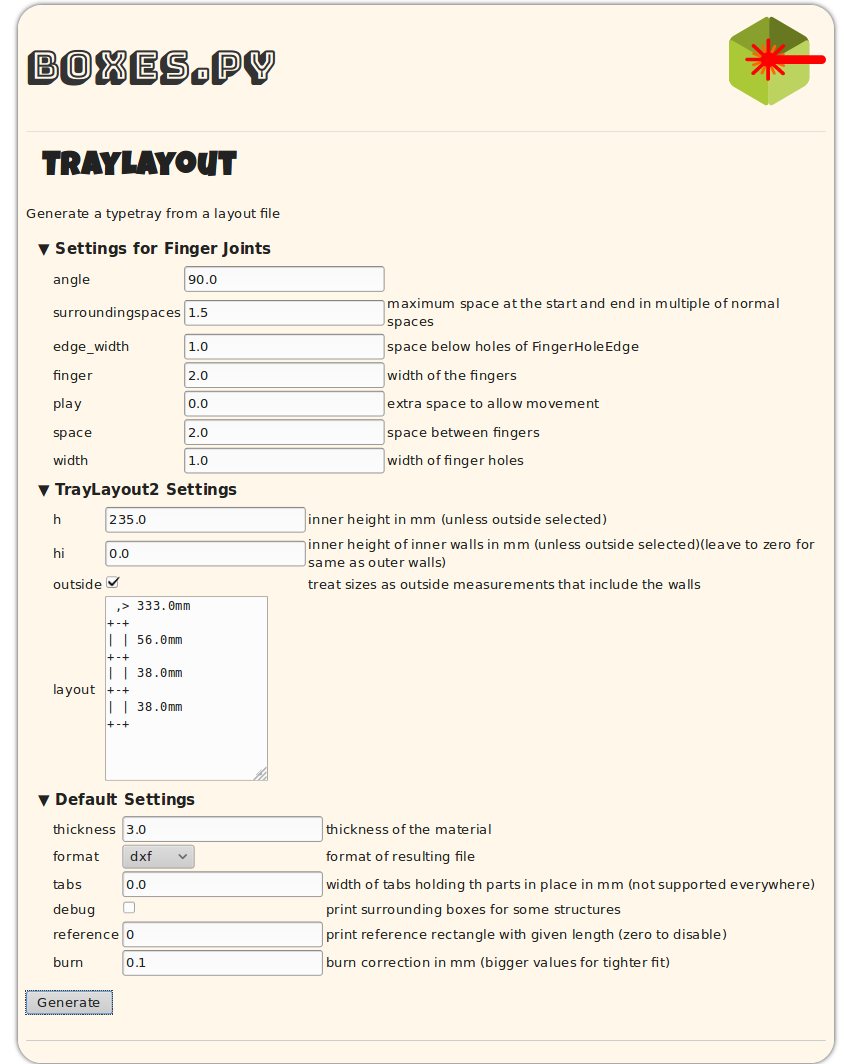 BOXES.PY
TRAYLAYOUT
Generate a typetray from a layout file
▼ Settings for Finger Joints
angle 90.0
surroundingspaces 1.5 maximum space at the start and end in multiple of normal
spaces
edge_width 1.0 space below holes of FingerHoleEdge
finger 2.0 width of the fingers
play 0.0 extra space to allow movement
space 2.0 space between fingers
width 1.0 width of finger holes
▼ TrayLayout2 Settings
h 235.0 inner height in mm (unless outside selected)
hi 0.0 inner height of inner walls in mm (unless outside selected)(leave to zero for
same as outer walls)
outside treat sizes as outside measurements that include the walls
layout
,> 333.0mm
+-+
| | 56.0mm
+-+
| | 38.0mm
+-+
| | 38.0mm
+-+
▼ Default Settings
thickness 3.0 thickness of the material
format dxf format of resulting file
tabs 0.0 width of tabs holding th parts in place in mm (not supported everywhere)
debug print surrounding boxes for some structures
reference 0 print reference rectangle with given length (zero to disable)
burn 0.1 burn correction in mm (bigger values for tighter fit)
Generate